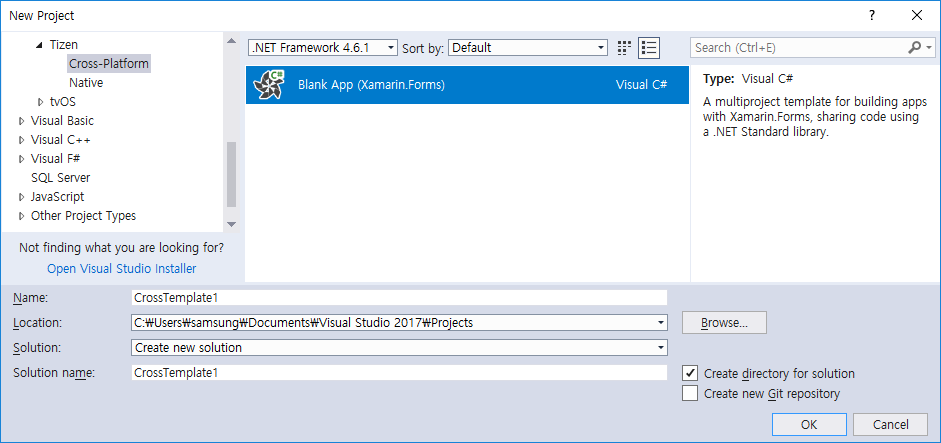 New Project
Tizen
Cross-Platform
Native
tvOS
Visual Basic
Visual C++
Visual F#
SQL Server
JavaScript
Other Project Types
Not finding what you are looking for?
Open Visual Studio Installer
.NET Framework 4.6.1
Sort by:
Default
Search (Ctrl+E)
C#
Blank App (Xamarin.Forms)
Visual C#
Type: Visual C#
A multiproject template for building apps
with Xamarin.Forms, sharing code using
a .NET Standard library.
Name:
CrossTemplate1
Location:
C:₩Users₩samsung₩Documents₩Visual Studio 2017₩Projects
Browse...
Solution:
Create new solution
Solution name:
CrossTemplate1
Create directory for solution
Create new Git repository
OK
Cancel